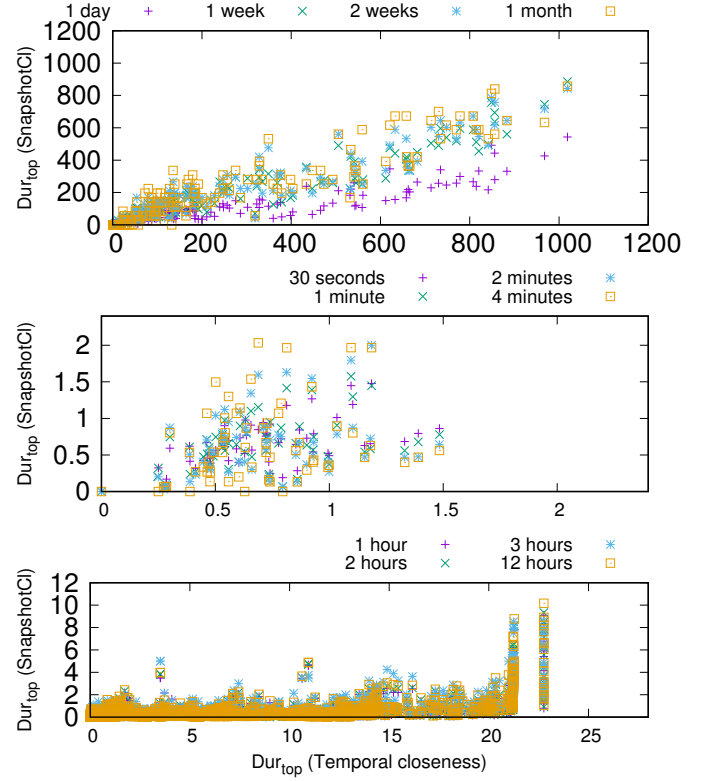 1 day 1 week 2 weeks 1 month
1200
1000
800
600
400
200
0
Dur_top (SnapshotCl)
0 200 400 600 800 1000 1200
30 seconds 2 minutes
1 minute 4 minutes
2
1.5
1
0.5
0
Dur_top (SnapshotCl)
0 0.5 1 1.5 2
1 hour 3 hours
2 hours 12 hours
12
10
8
6
4
2
0
Dur_top (SnapshotCl)
0 5 10 15 20 25
Dur_top (Temporal closeness)